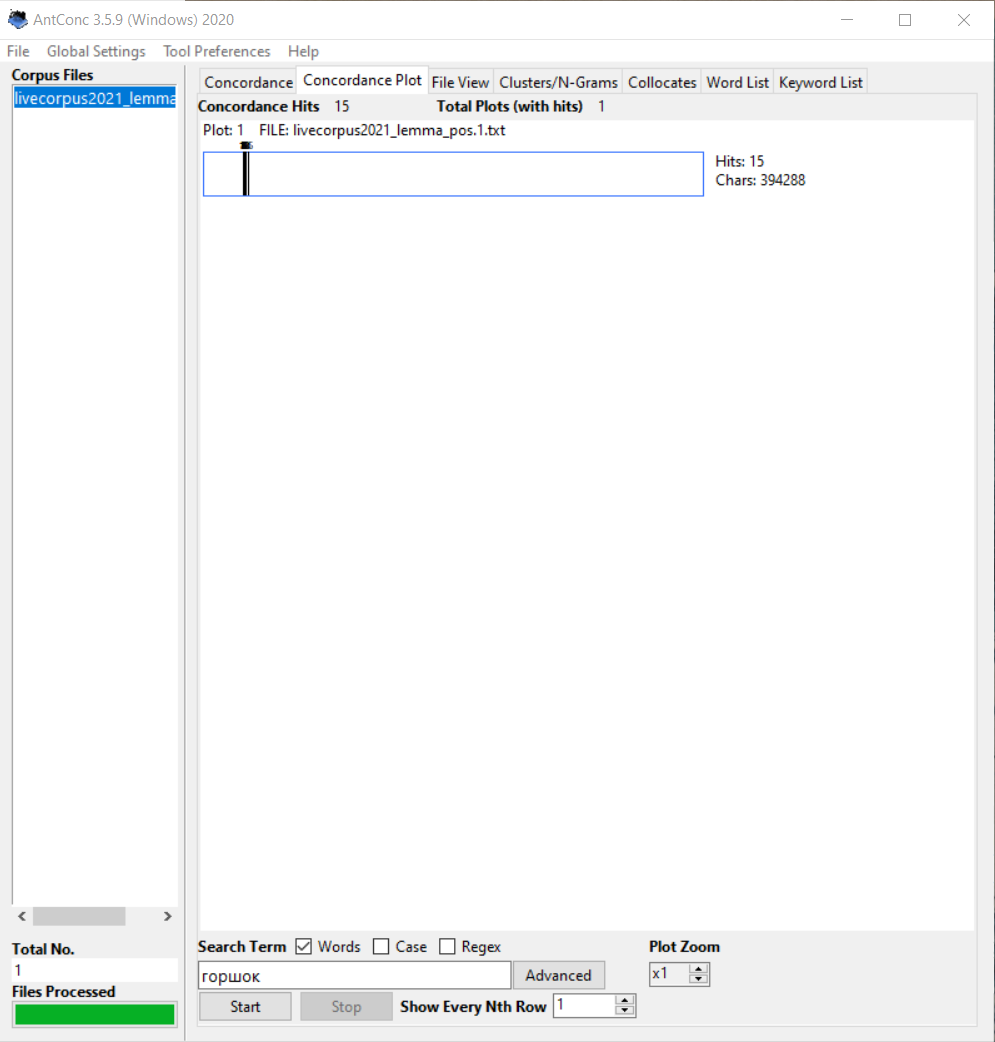 AntConc 3.5.9 (Windows) 2020
File Global Settings Tool Preferences Help
Corpus Files
livecorpus2021_lemma
Concordance Concordance Plot File View Clusters/N-Grams Collocates Word List Keyword List
Concordance Hits 15 Total Plots (with hits) 1
Plot: 1 FILE: livecorpus2021_lemma_pos.1.txt
Hits: 15
Chars: 394288
Total No.
1
Files Processed
Search Term Words Case Regex Plot Zoom
горшок Advanced x1
Start Stop Show Every Nth Row 1